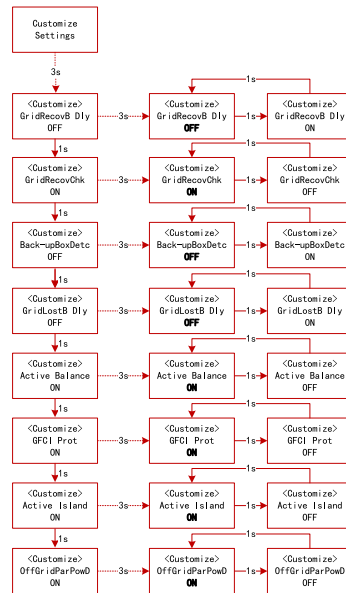 Customize
Settings
3s
1s
<Customize>
GridRecovB Dly
OFF
3s
<Customize>
GridRecovB Dly
OFF
1s
<Customize>
GridRecovB Dly
ON
1s
1s
<Customize>
GridRecovChk
ON
3s
<Customize>
GridRecovChk
ON
1s
<Customize>
GridRecovChk
OFF
1s
1s
<Customize>
Back-upBoxDetc
OFF
3s
<Customize>
Back-upBoxDetc
OFF
1s
<Customize>
Back-upBoxDetc
ON
1s
1s
<Customize>
GridLostB Dly
OFF
3s
<Customize>
GridLostB Dly
OFF
1s
<Customize>
GridLostB Dly
ON
1s
1s
<Customize>
Active Balance
ON
3s
<Customize>
Active Balance
ON
1s
<Customize>
Active Balance
OFF
1s
1s
<Customize>
GFCI Prot
ON
3s
<Customize>
GFCI Prot
ON
1s
<Customize>
GFCI Prot
OFF
1s
1s
<Customize>
Active Island
ON
3s
<Customize>
Active Island
ON
1s
<Customize>
Active Island
OFF
1s
1s
<Customize>
OffGridParPowD
ON
3s
<Customize>
OffGridParPowD
ON
1s
<Customize>
OffGridParPowD
OFF